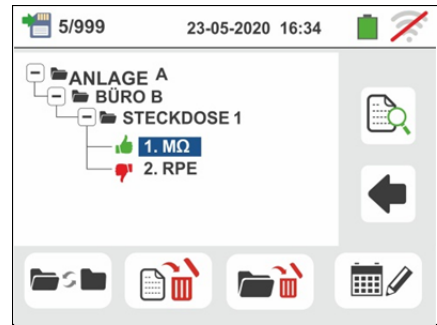 5/999 23-05-2020 16:34
ANLAGE A
BÜRO B
STECKDOSE 1
1. MΩ
2. RPE